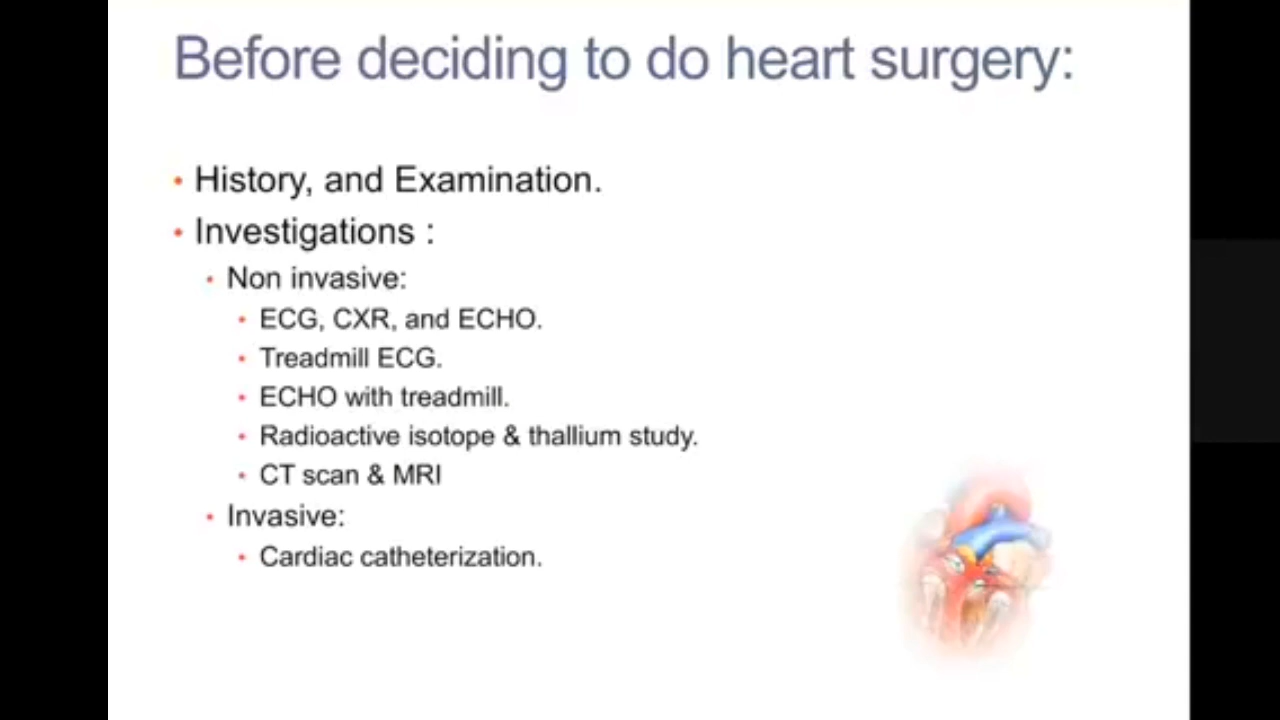 Before deciding to do heart surgery:
• History, and Examination.
• Investigations :
• Non invasive:
• ECG, CXR, and ECHO.
• Treadmill ECG.
• ECHO with treadmill.
• Radioactive isotope & thallium study.
• CT scan & MRI
• Invasive:
• Cardiac catheterization.